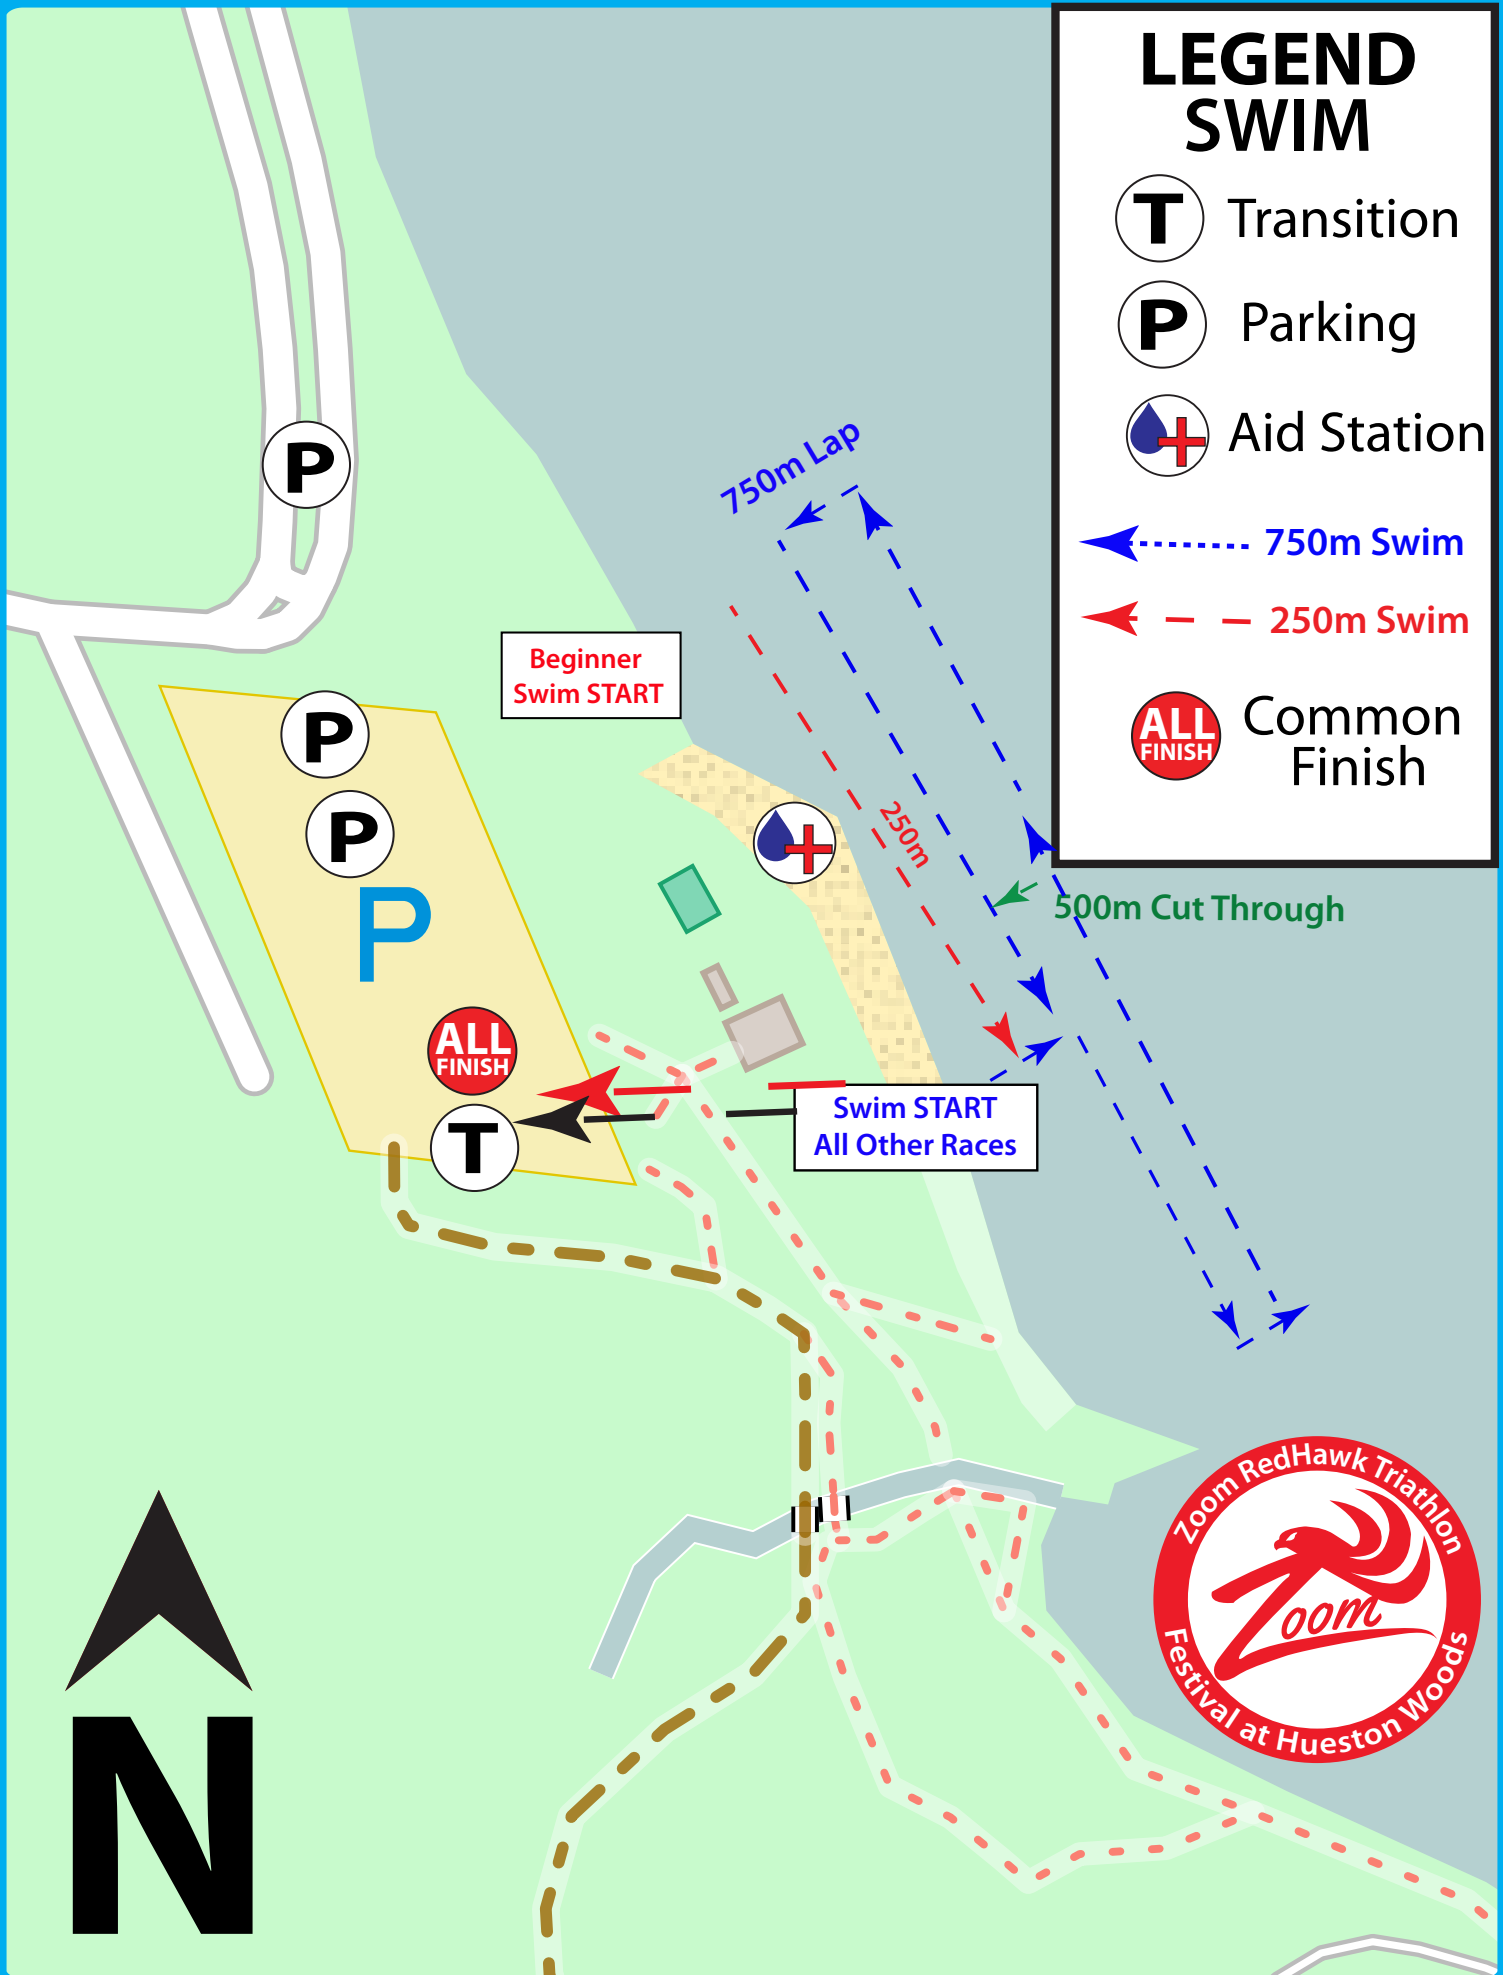 LEGEND
SWIM
T Transition
P Parking
Aid Station
750m Swim
250m Swim
ALL
FINISH
Common
Finish
P
750m Lap
Beginner
Swim START
P
P
P
250m
500m Cut Through
ALL
FINISH
T
Swim START
All Other Races
N
Zoom RedHawk Triathlon
Zoom
Festival at Hueston Woods